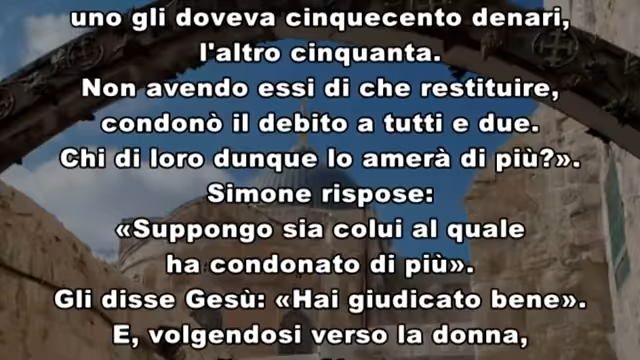 uno gli doveva cinquecento denari,
l'altro cinquanta.
Non avendo essi di che restituire,
condonò il debito a tutti e due.
Chi di loro dunque lo amerà di più?».
Simone rispose:
«Suppongo sia colui al quale
ha condonato di più».
Gli disse Gesù: «Hai giudicato bene».
E, volgendosi verso la donna,